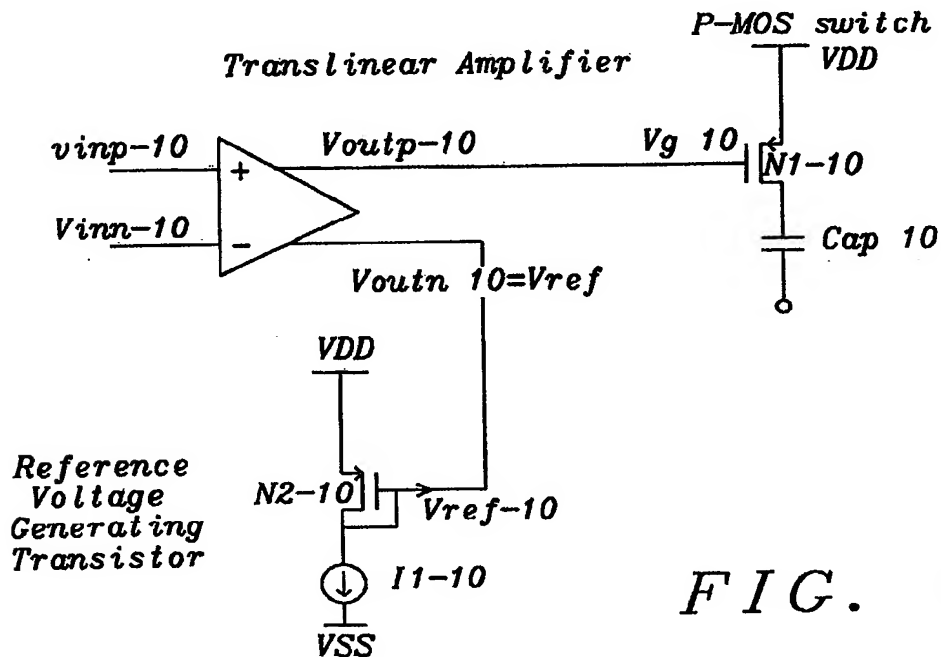 P-MOS switch
VDD
Translinear Amplifier
vinp-10
Voutp-10
Vg 10
N1-10
+
Vinn-10
-
Cap 10
Voutn 10=Vref
VDD
Reference
Voltage
Generating
Transistor
N2-10
Vref-10
I1-10
VSS
FIG.